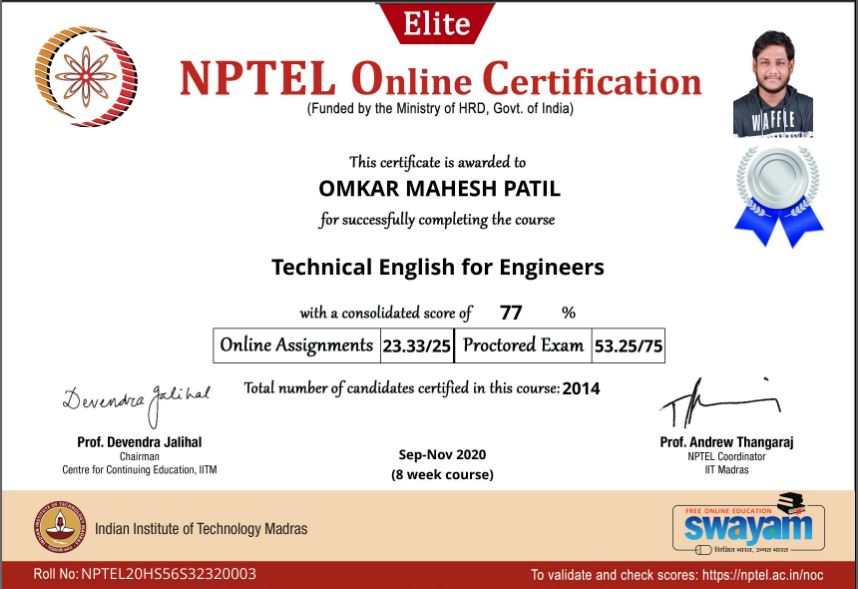 Elite
NPTEL Online Certification
(Funded by the Ministry of HRD, Govt. of India)
WAFFLE
This certificate is awarded to
OMKAR MAHESH PATIL
for successfully completing the course
Technical English for Engineers
with a consolidated score of 77 %
Online Assignments 23.33/25 Proctored Exam 53.25/75
Total number of candidates certified in this course: 2014
Devendra Jalihal
Prof. Devendra Jalihal
Chairman
Centre for Continuing Education, IITM
Sep-Nov 2020
(8 week course)
Prof. Andrew Thangaraj
NPTEL Coordinator
IIT Madras
Indian Institute of Technology Madras
FREE ONLINE EDUCATION
swayam
शिक्षित भारत, उन्नत भारत
Roll No: NPTEL20HS56S32320003
To validate and check scores: https://nptel.ac.in/noc